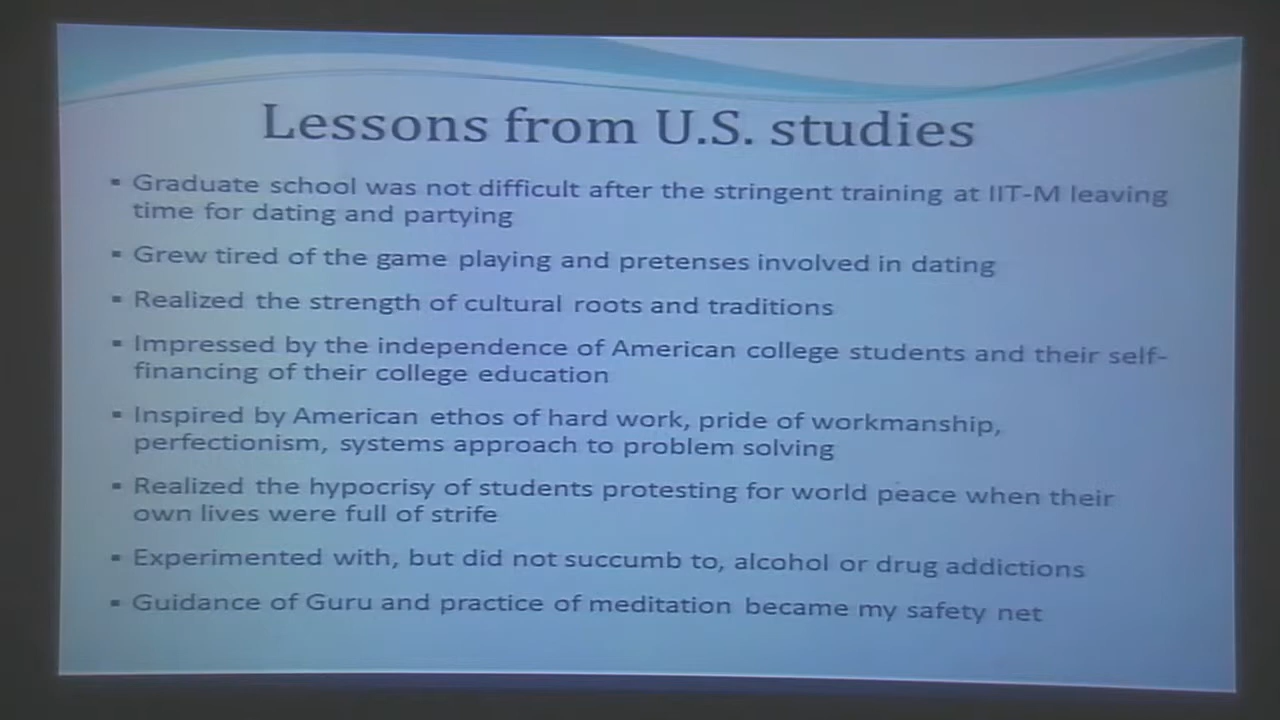 Lessons from U.S. studies
▪ Graduate school was not difficult after the stringent training at IIT-M leaving
time for dating and partying
▪ Grew tired of the game playing and pretenses involved in dating
▪ Realized the strength of cultural roots and traditions
▪ Impressed by the independence of American college students and their self-
financing of their college education
▪ Inspired by American ethos of hard work, pride of workmanship,
perfectionism, systems approach to problem solving
▪ Realized the hypocrisy of students protesting for world peace when their
own lives were full of strife
▪ Experimented with, but did not succumb to, alcohol or drug addictions
▪ Guidance of Guru and practice of meditation became my safety net